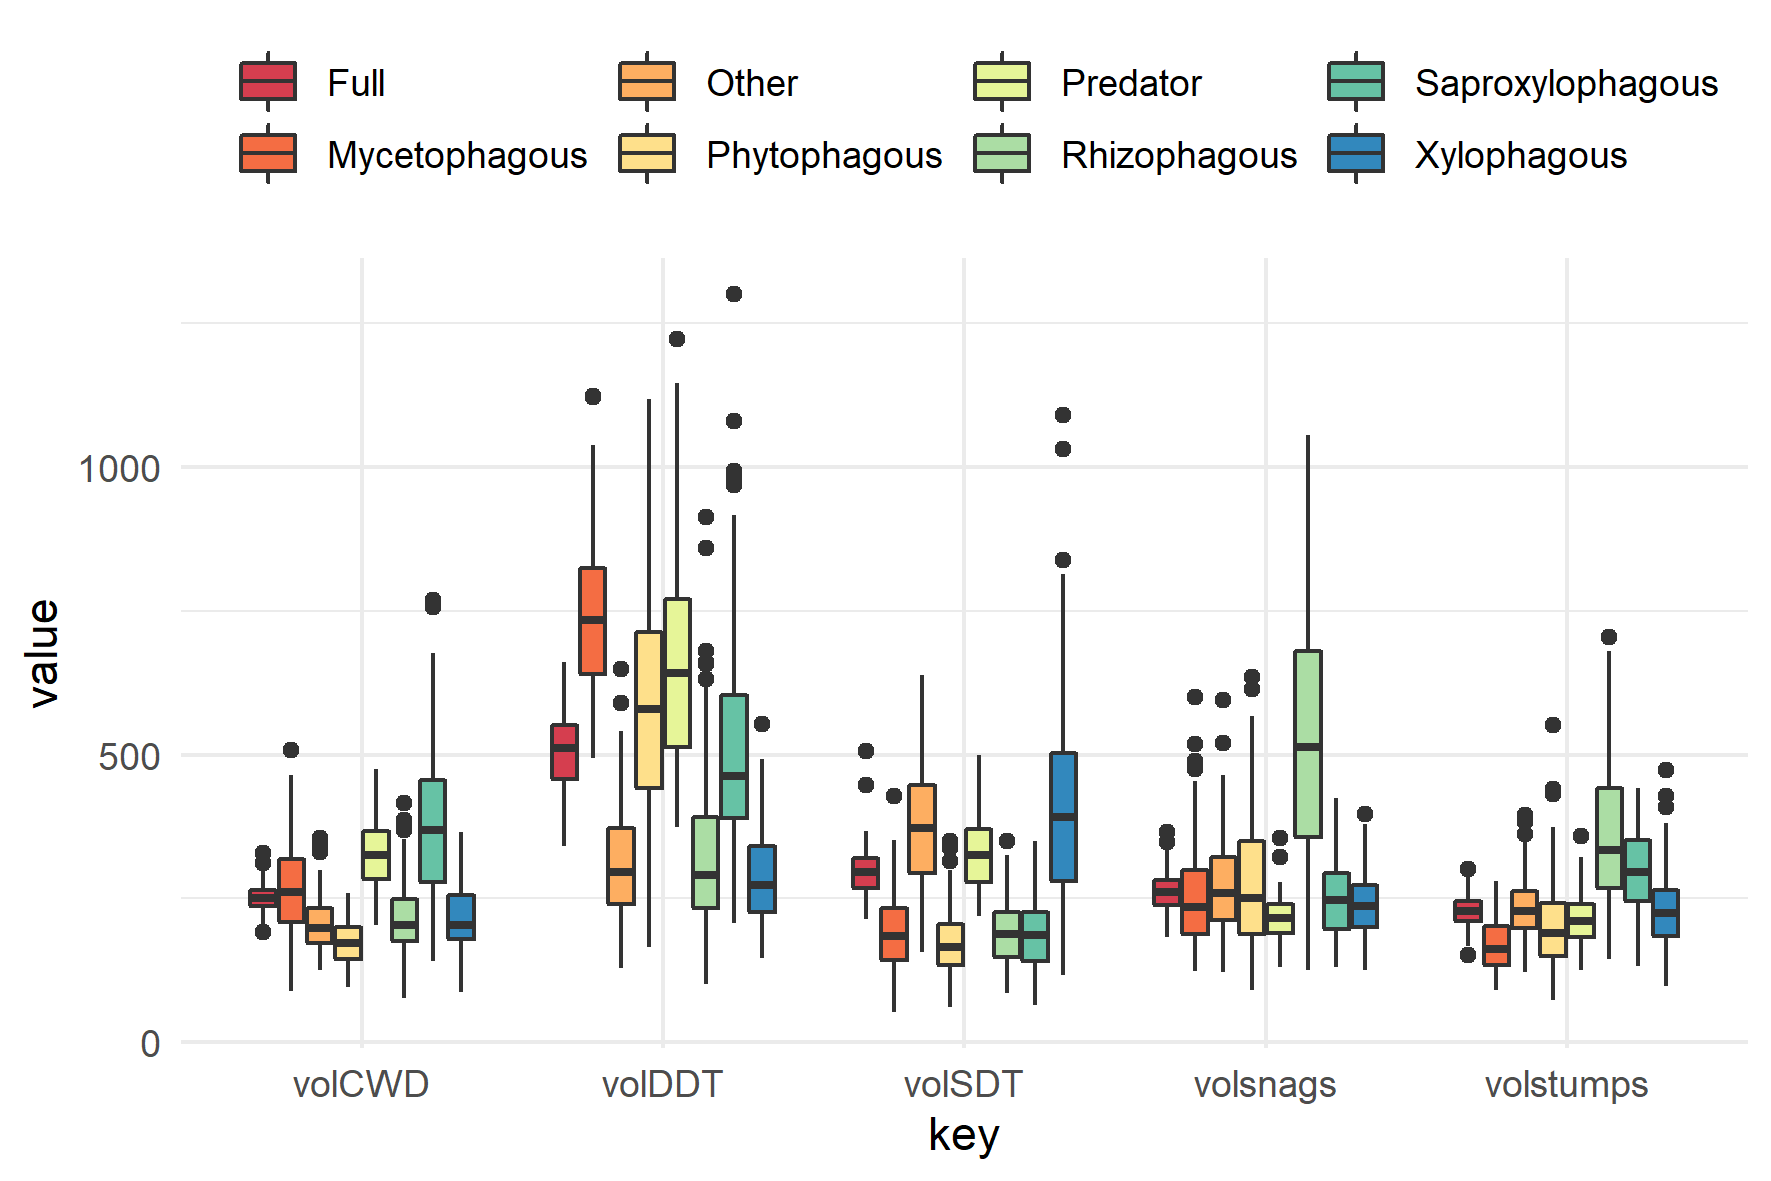 Full Other Predator Saproxylophagous
Mycetophagous Phytophagous Rhizophagous Xylophagous
1000
500
0
value
volCWD volDDT volSDT volsnags volstumps
key